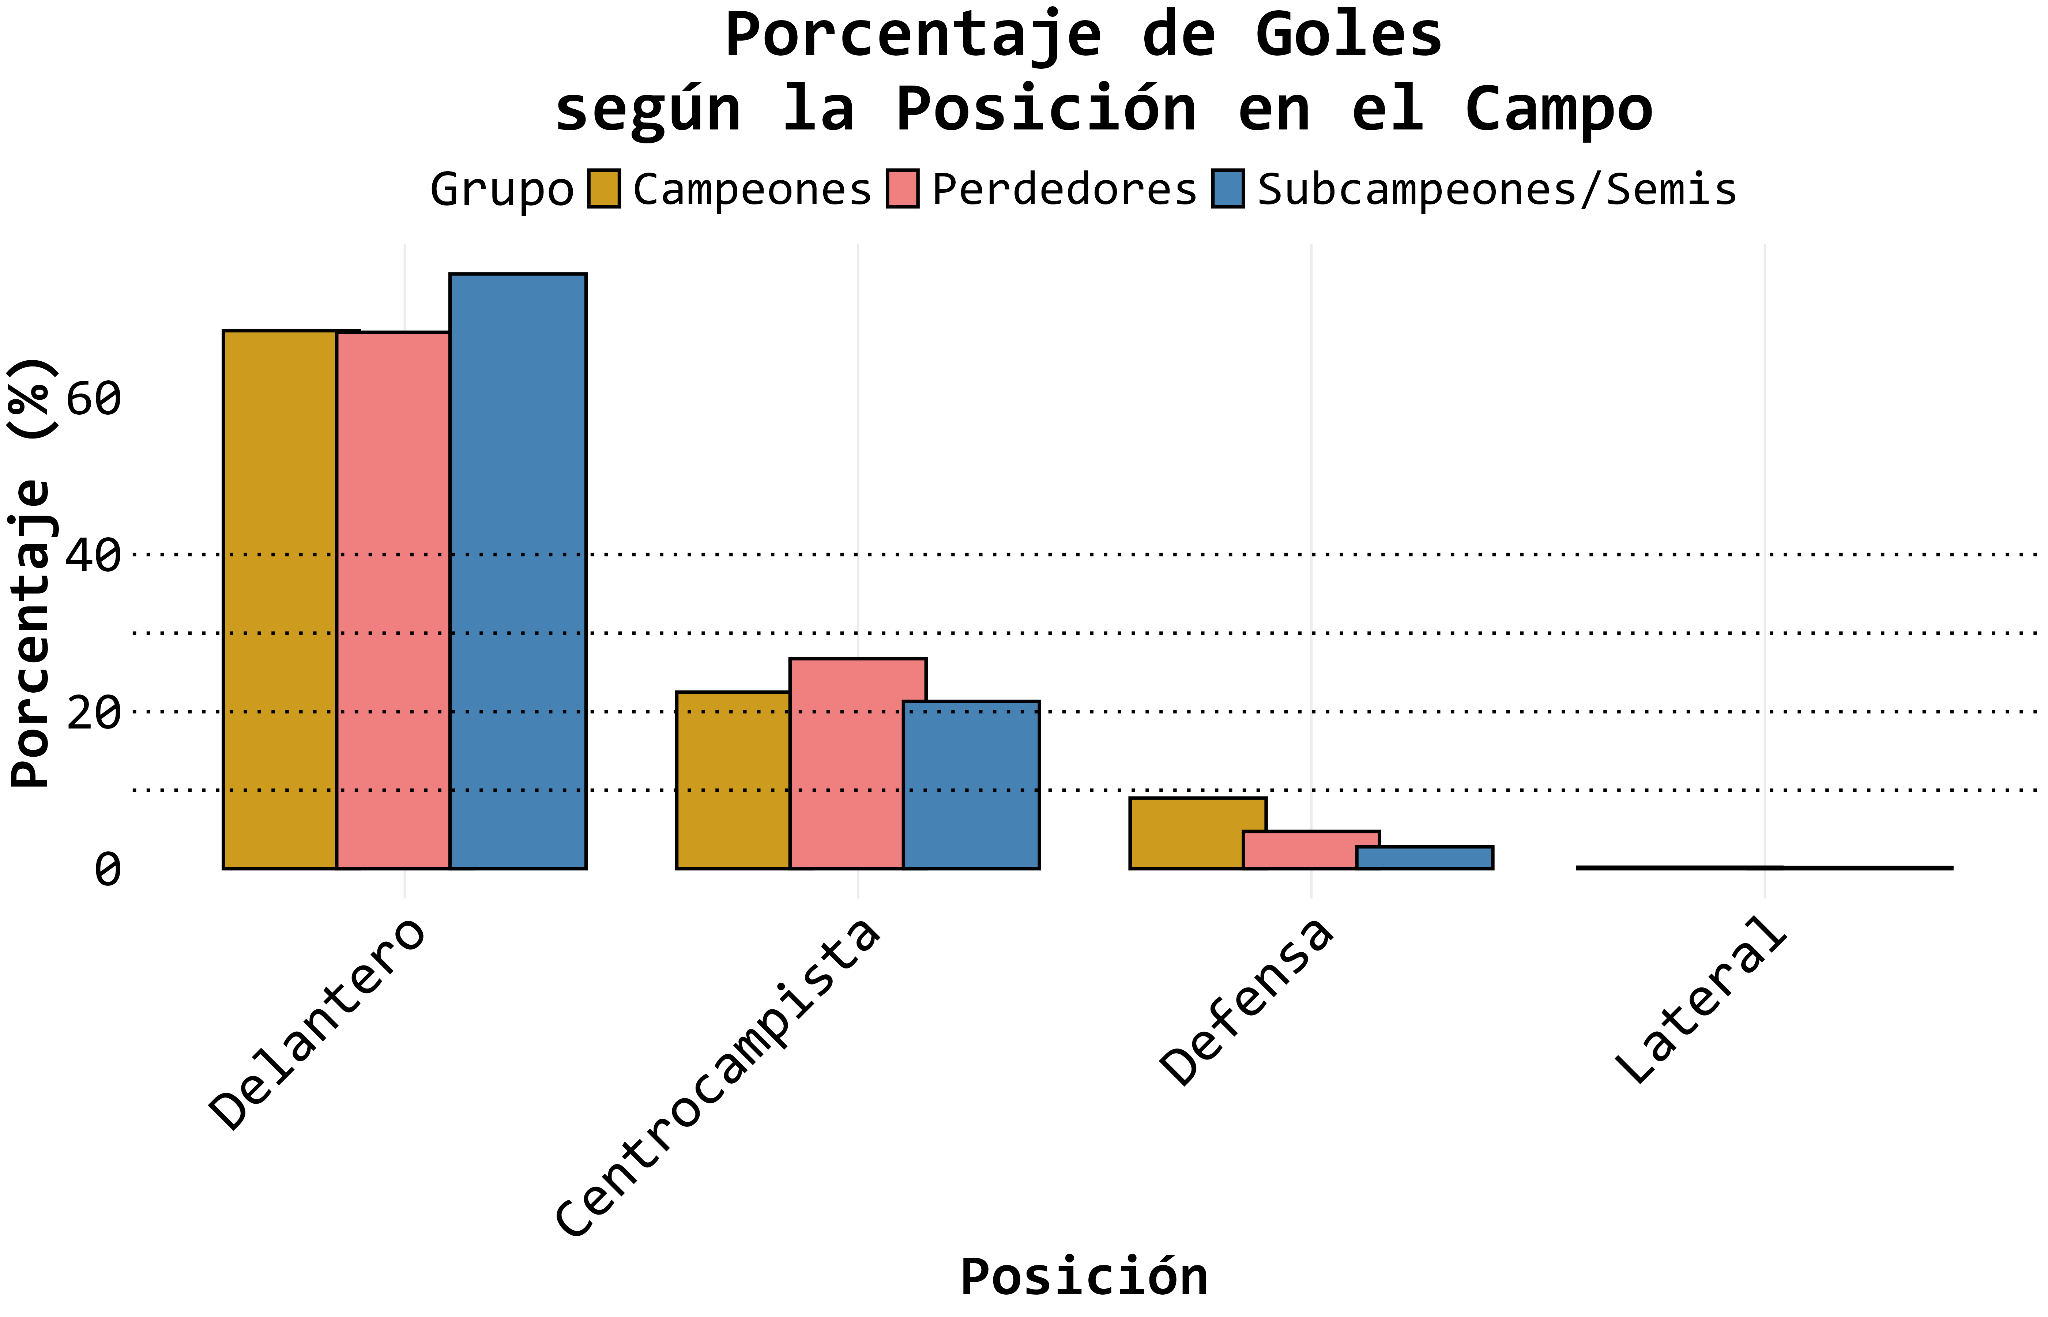 Porcentaje de Goles
según la Posición en el Campo
Grupo Campeones Perdedores Subcampeones/Semis
Porcentaje (%)
60
40
20
0
Delantero
Centrocampista
Defensa
Lateral
Posición